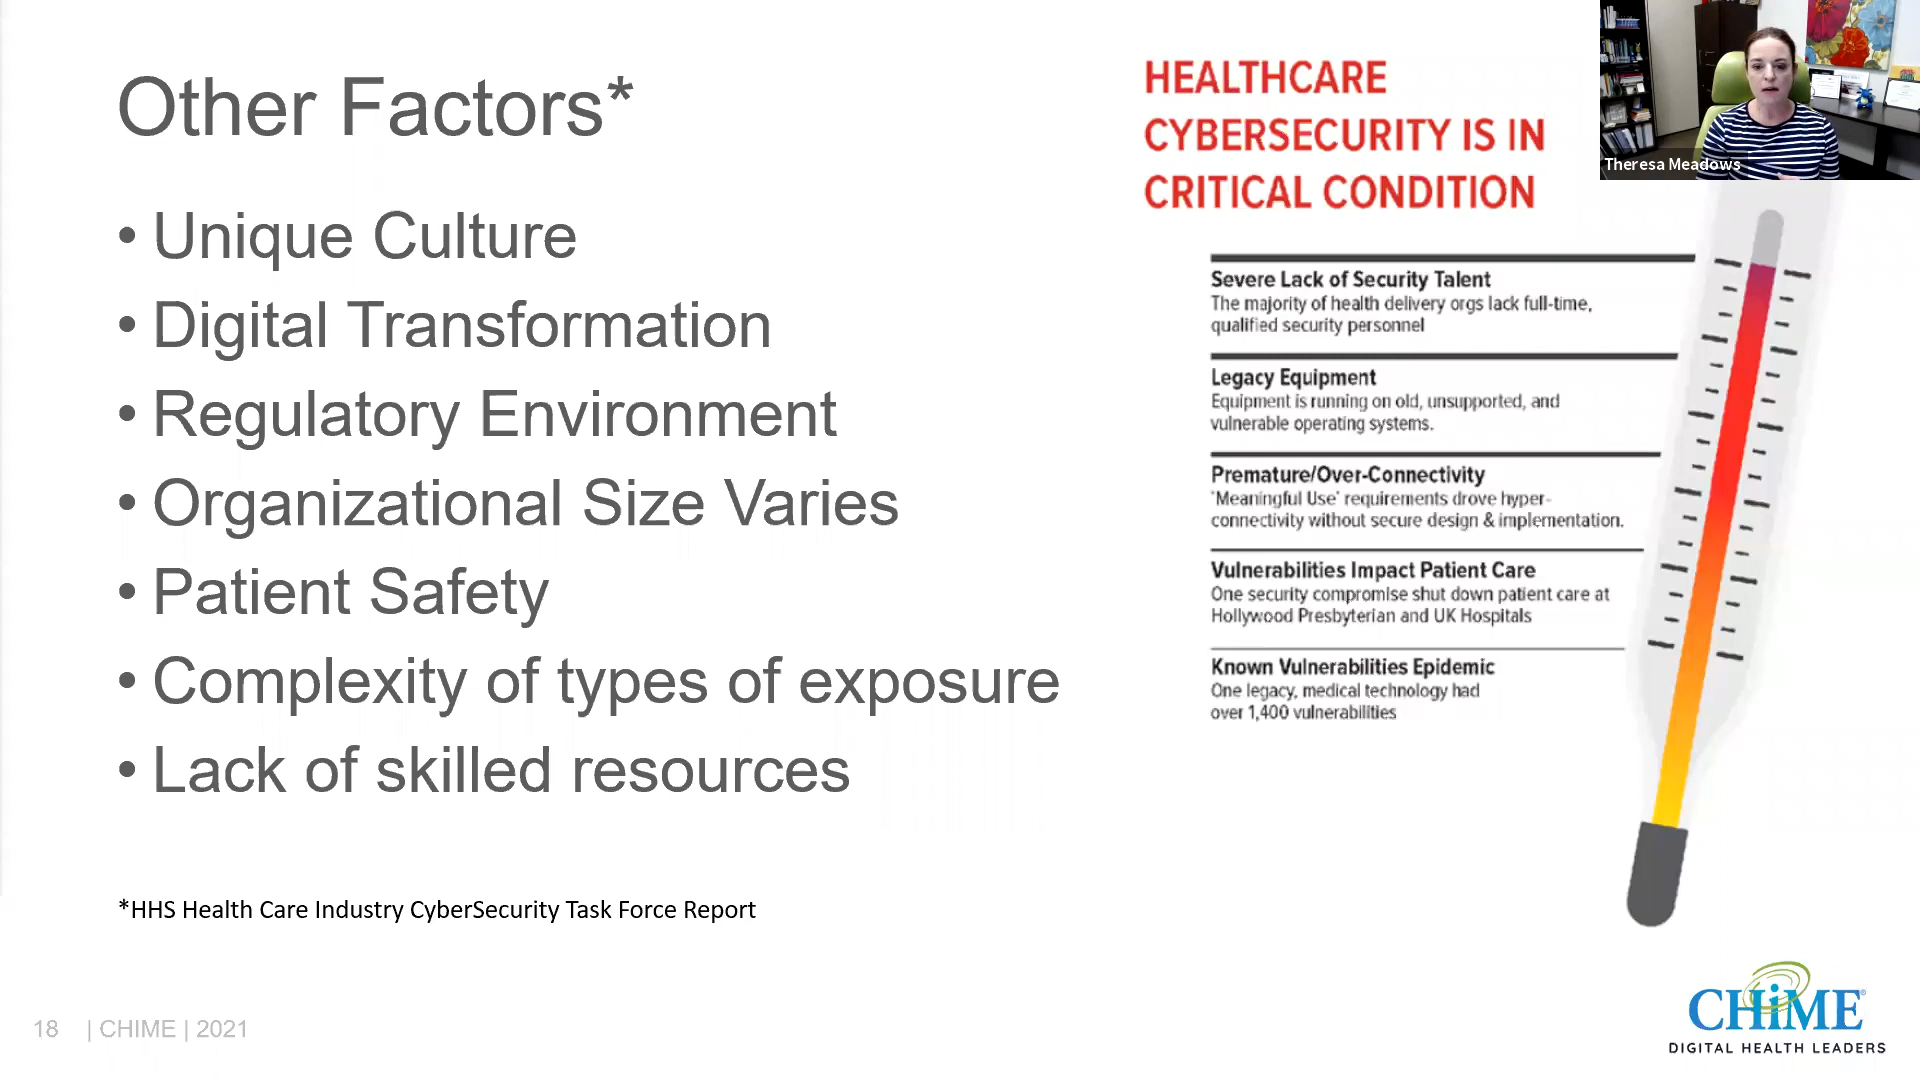 Other Factors*
• Unique Culture
• Digital Transformation
• Regulatory Environment
• Organizational Size Varies
• Patient Safety
• Complexity of types of exposure
• Lack of skilled resources
*HHS Health Care Industry CyberSecurity Task Force Report
HEALTHCARE
CYBERSECURITY IS IN
CRITICAL CONDITION
Severe Lack of Security Talent
The majority of health delivery orgs lack full-time,
qualified security personnel
Legacy Equipment
Equipment is running on old, unsupported, and
vulnerable operating systems.
Premature/Over-Connectivity
'Meaningful Use' requirements drove hyper-
connectivity without secure design & implementation.
Vulnerabilities Impact Patient Care
One security compromise shut down patient care at
Hollywood Presbyterian and UK Hospitals
Known Vulnerabilities Epidemic
One legacy, medical technology had
over 1,400 vulnerabilities
Theresa Meadows
18 | CHIME | 2021
CHiME®
DIGITAL HEALTH LEADERS